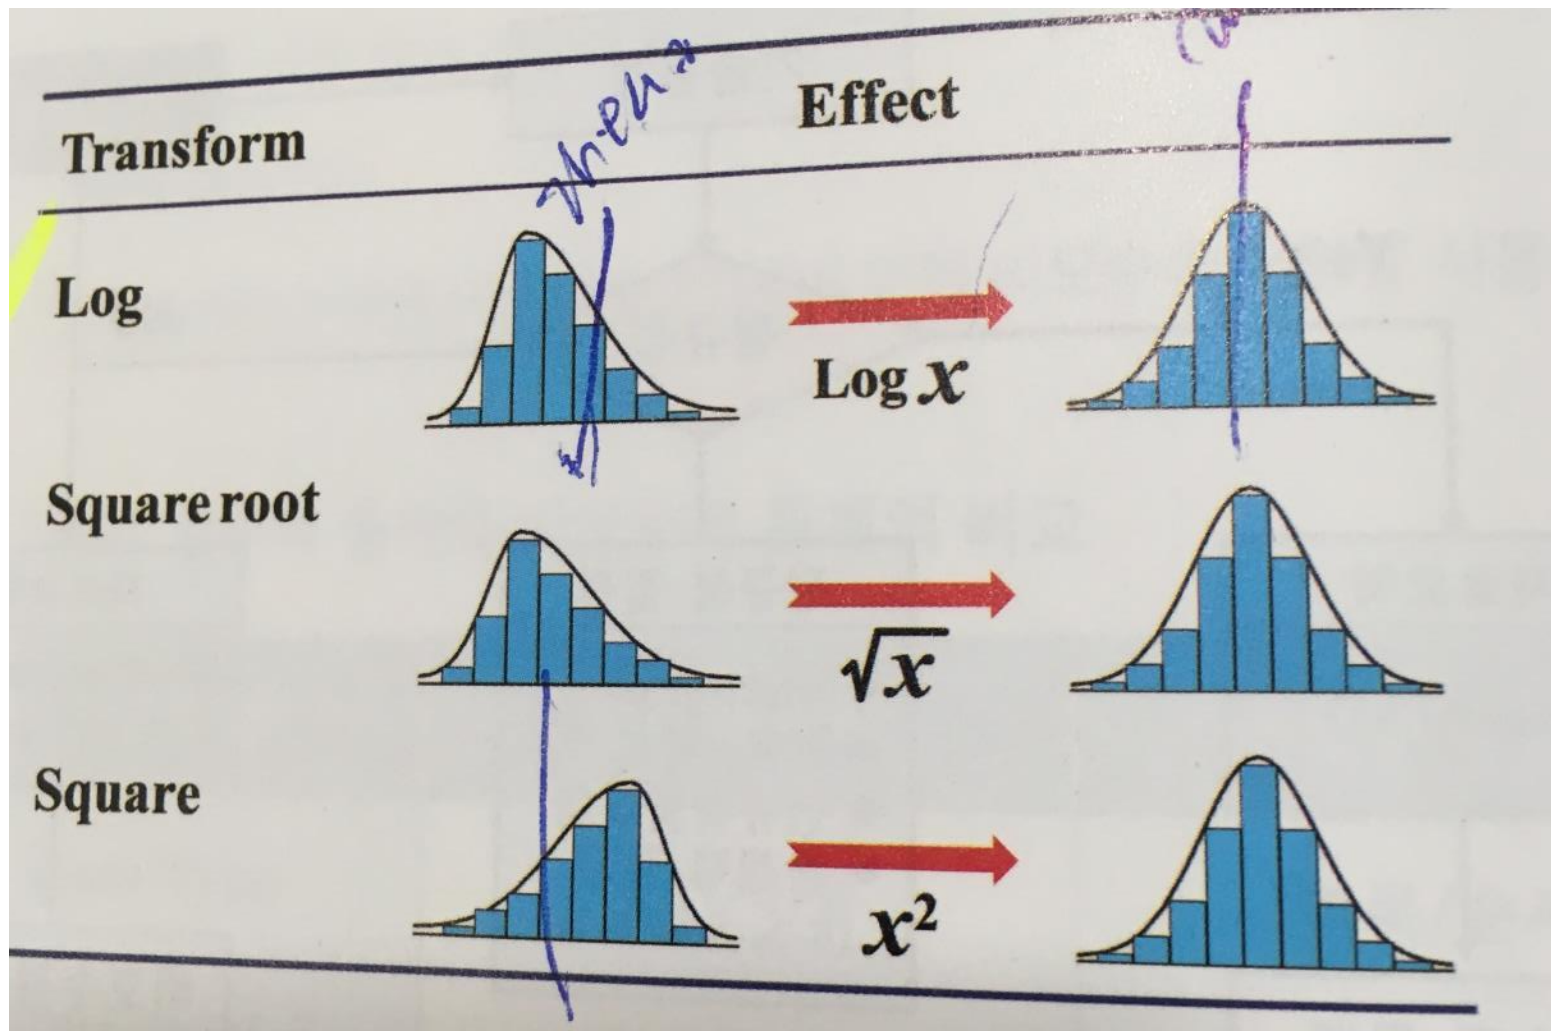 Transform Effect
Log
Log x
Square root
√x
Square
x²